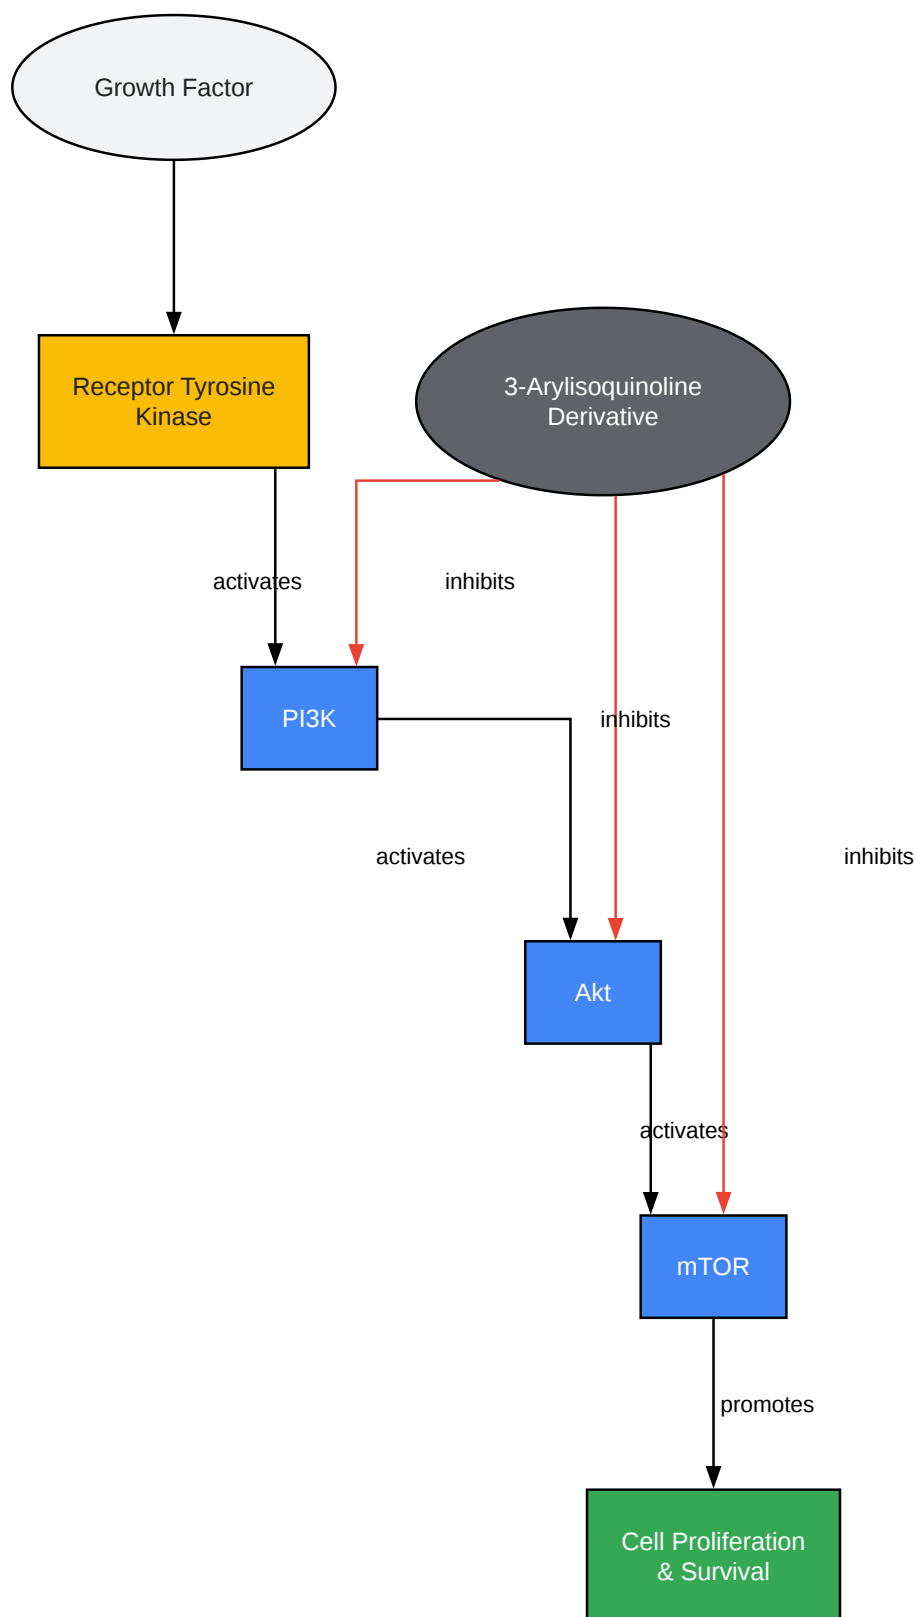 Growth Factor
Receptor Tyrosine
Kinase
3-Arylisoquinoline
Derivative
activates
inhibits
PI3K
inhibits
activates
inhibits
Akt
activates
mTOR
promotes
Cell Proliferation
& Survival